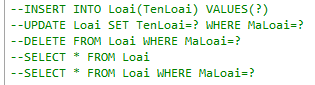 --INSERT INTO Loai(TenLoai) VALUES(?)
--UPDATE Loai SET TenLoai=? WHERE MaLoai=?
--DELETE FROM Loai WHERE MaLoai=?
--SELECT * FROM Loai
--SELECT * FROM Loai WHERE MaLoai=?